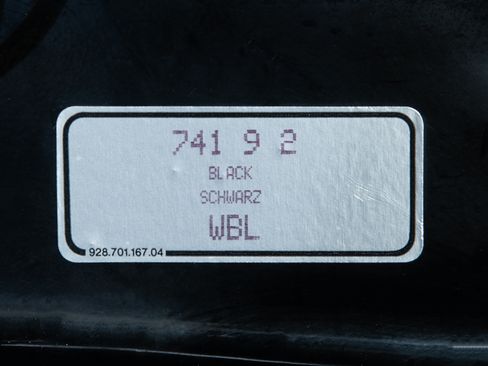 741 9 2
BLACK
SCHWARZ
WBL
928.701.167.04